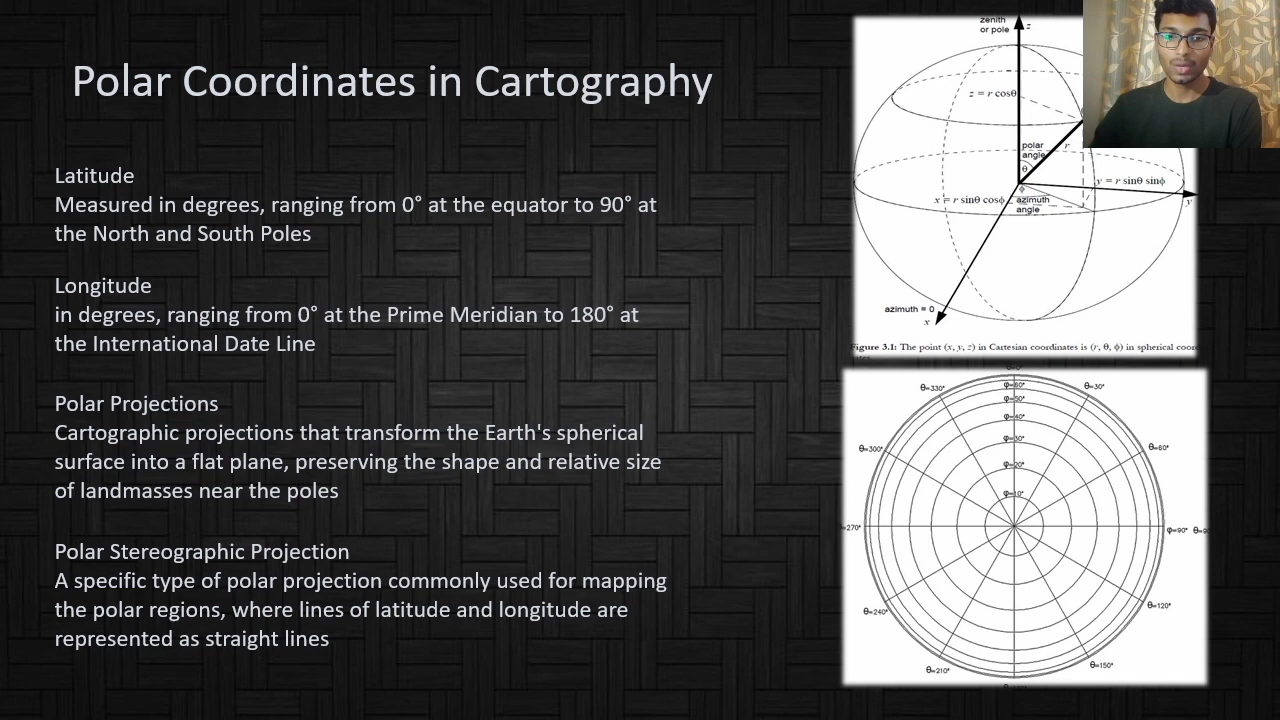 Polar Coordinates in Cartography
Latitude
Measured in degrees, ranging from 0° at the equator to 90° at
the North and South Poles
Longitude
in degrees, ranging from 0° at the Prime Meridian to 180° at
the International Date Line
Polar Projections
Cartographic projections that transform the Earth's spherical
surface into a flat plane, preserving the shape and relative size
of landmasses near the poles
Polar Stereographic Projection
A specific type of polar projection commonly used for mapping
the polar regions, where lines of latitude and longitude are
represented as straight lines
zenith
or pole
z
z = r cosθ
polar
angle
r
θ
ϕ
y = r sinθ sinϕ
x = r sinθ cosϕ
azimuth
angle
y
azimuth = 0
x
Figure 3.1: The point (x, y, z) in Cartesian coordinates is (r, θ, ϕ) in spherical
θ=330°
φ=60°
θ=30°
φ=50°
φ=40°
φ=30°
θ=300°
θ=60°
φ=20°
φ=10°
=270°
φ=90°
θ=240°
θ=120°
θ=210°
θ=150°